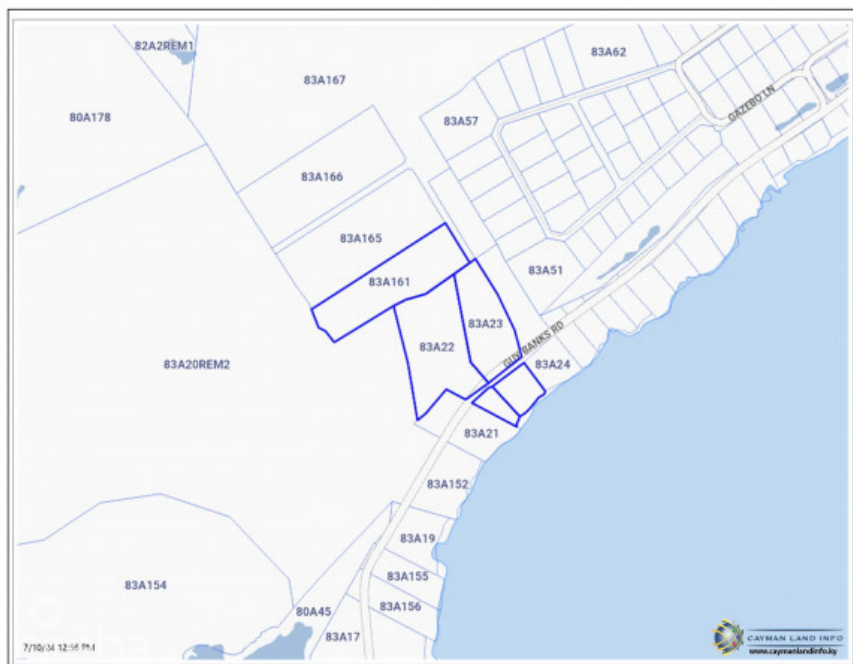 82A2REM1
83A62
83A167
80A178
83A57
GAZEBO LN
83A166
83A165
83A51
83A161
83A23
83A22
GUY BANKS RD
83A20REM2
83A24
83A21
83A152
83A19
83A154
83A155
80A45
83A156
83A17
7/10/24 12:56 PM
CAYMAN LAND INFO
www.caymanlandinfo.ky